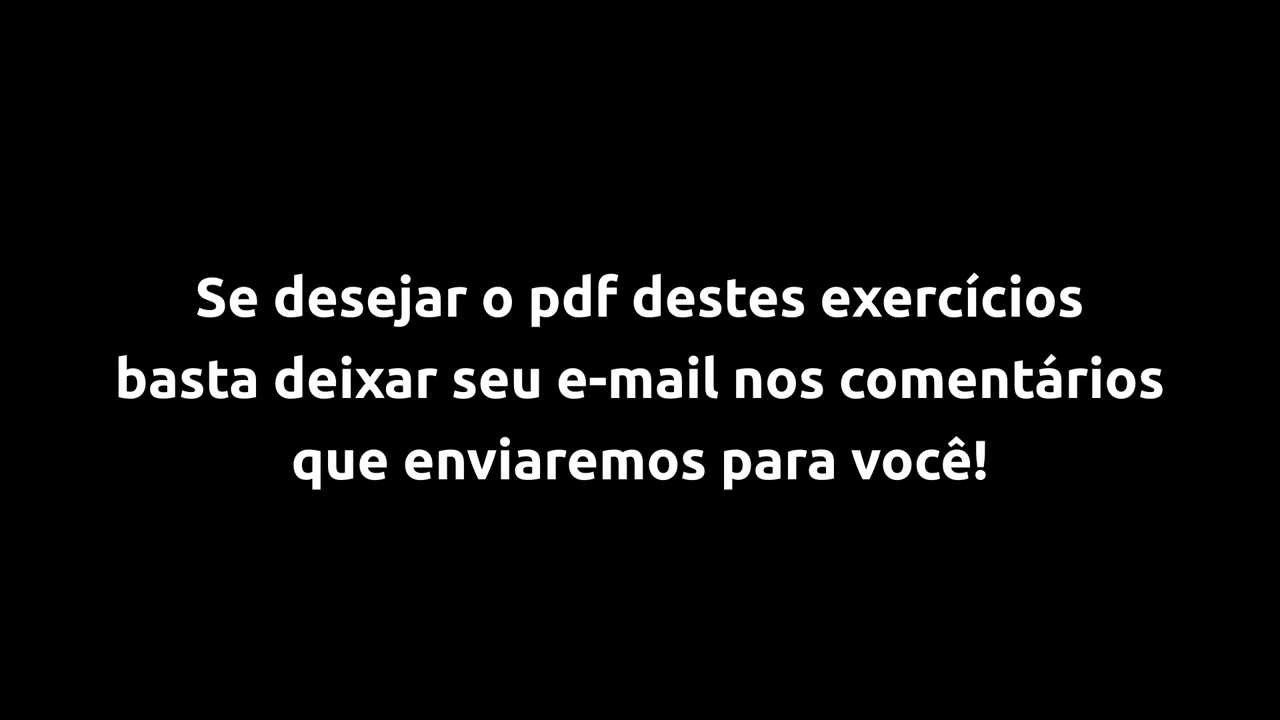 Se desejar o pdf destes exercícios
basta deixar seu e-mail nos comentários
que enviaremos para você!